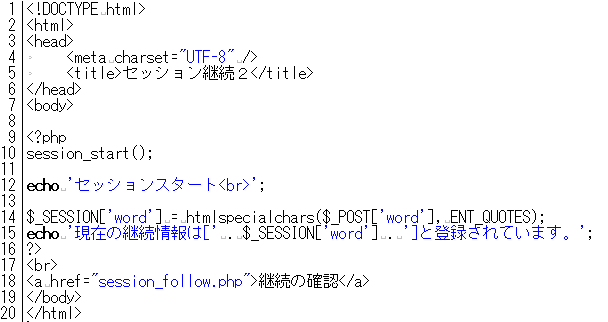 1 <!DOCTYPE html>
2 <html>
3 <head>
4 <meta charset="UTF-8" />
5 <title>セッション継続２</title>
6 </head>
7 <body>
8
9 <?php
10 session_start();
11
12 echo 'セッションスタート<br>';
13
14 $_SESSION['word'] = htmlspecialchars($_POST['word'], ENT_QUOTES);
15 echo '現在の継続情報は[' . $_SESSION['word'] . ']と登録されています。';
16 ?>
17 <br>
18 <a href="session_follow.php">継続の確認</a>
19 </body>
20 </html>